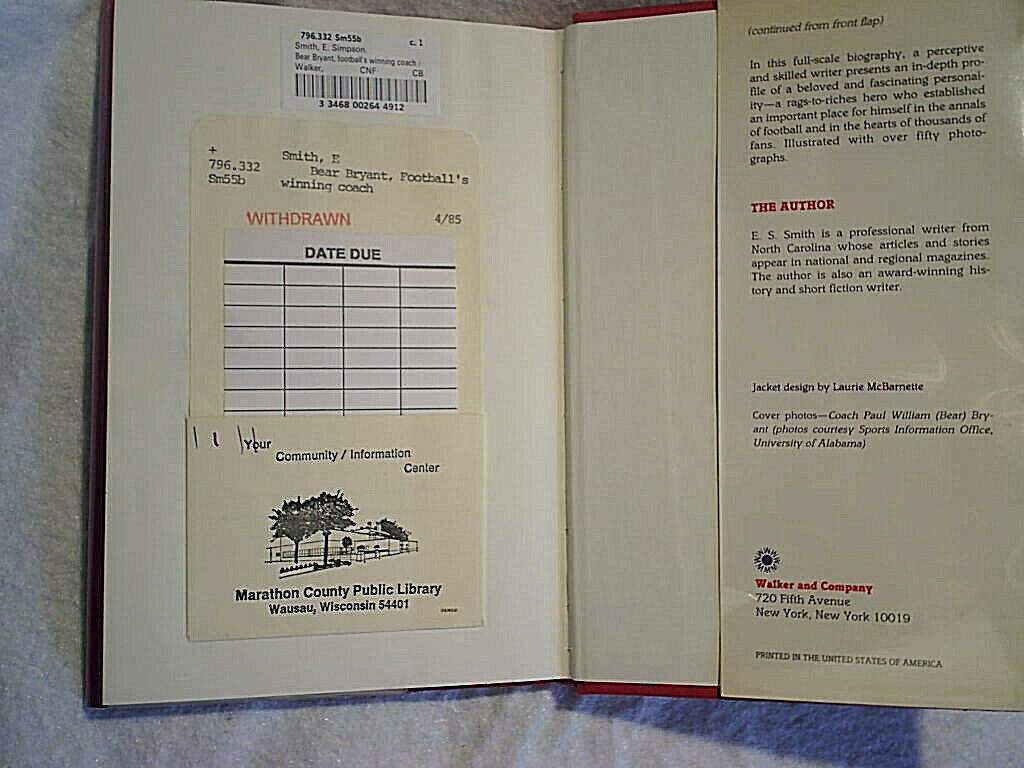 796.332 Sm55b c. 1
Smith, E. Simpson.
Bear Bryant, football's winning coach /
Walker, CNF CB
3 3468 00264 4912
+
796.332 Smith, E
Sm55b Bear Bryant, Football's
winning coach
WITHDRAWN 4/85
DATE DUE
Your
Community / Information
Center
Marathon County Public Library
Wausau, Wisconsin 54401
(continued from front flap)
In this full-scale biography, a perceptive
and skilled writer presents an in-depth pro-
file of a beloved and fascinating personal-
ity—a rags-to-riches hero who established
an important place for himself in the annals
of football and in the hearts of thousands of
fans. Illustrated with over fifty photo-
graphs.
THE AUTHOR
E. S. Smith is a professional writer from
North Carolina whose articles and stories
appear in national and regional magazines.
The author is also an award-winning his-
tory and short fiction writer.
Jacket design by Laurie McBarnette
Cover photos—Coach Paul William (Bear) Bry-
ant (photos courtesy Sports Information Office,
University of Alabama)
Walker and Company
720 Fifth Avenue
New York, New York 10019
PRINTED IN THE UNITED STATES OF AMERICA